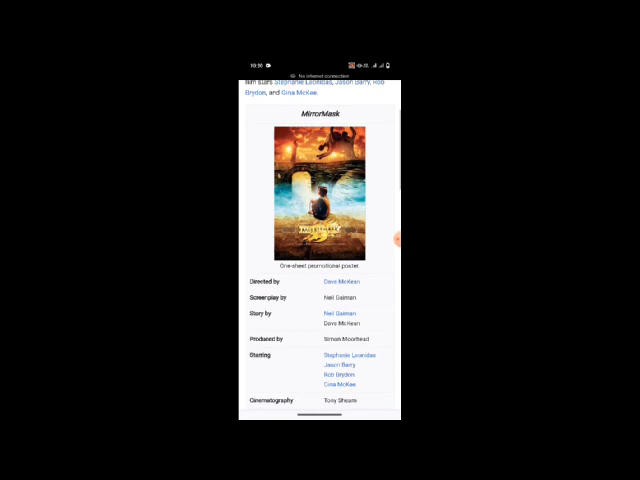 10:36
No internet connection
film stars Stephanie Leonidas, Jason Barry, Rob
Brydon, and Gina McKee.
MirrorMask
One-sheet promotional poster
Directed by Dave McKean
Screenplay by Neil Gaiman
Story by Neil Gaiman
Dave McKean
Produced by Simon Moorhead
Starring Stephanie Leonidas
Jason Barry
Rob Brydon
Gina McKee
Cinematography Tony Shearn